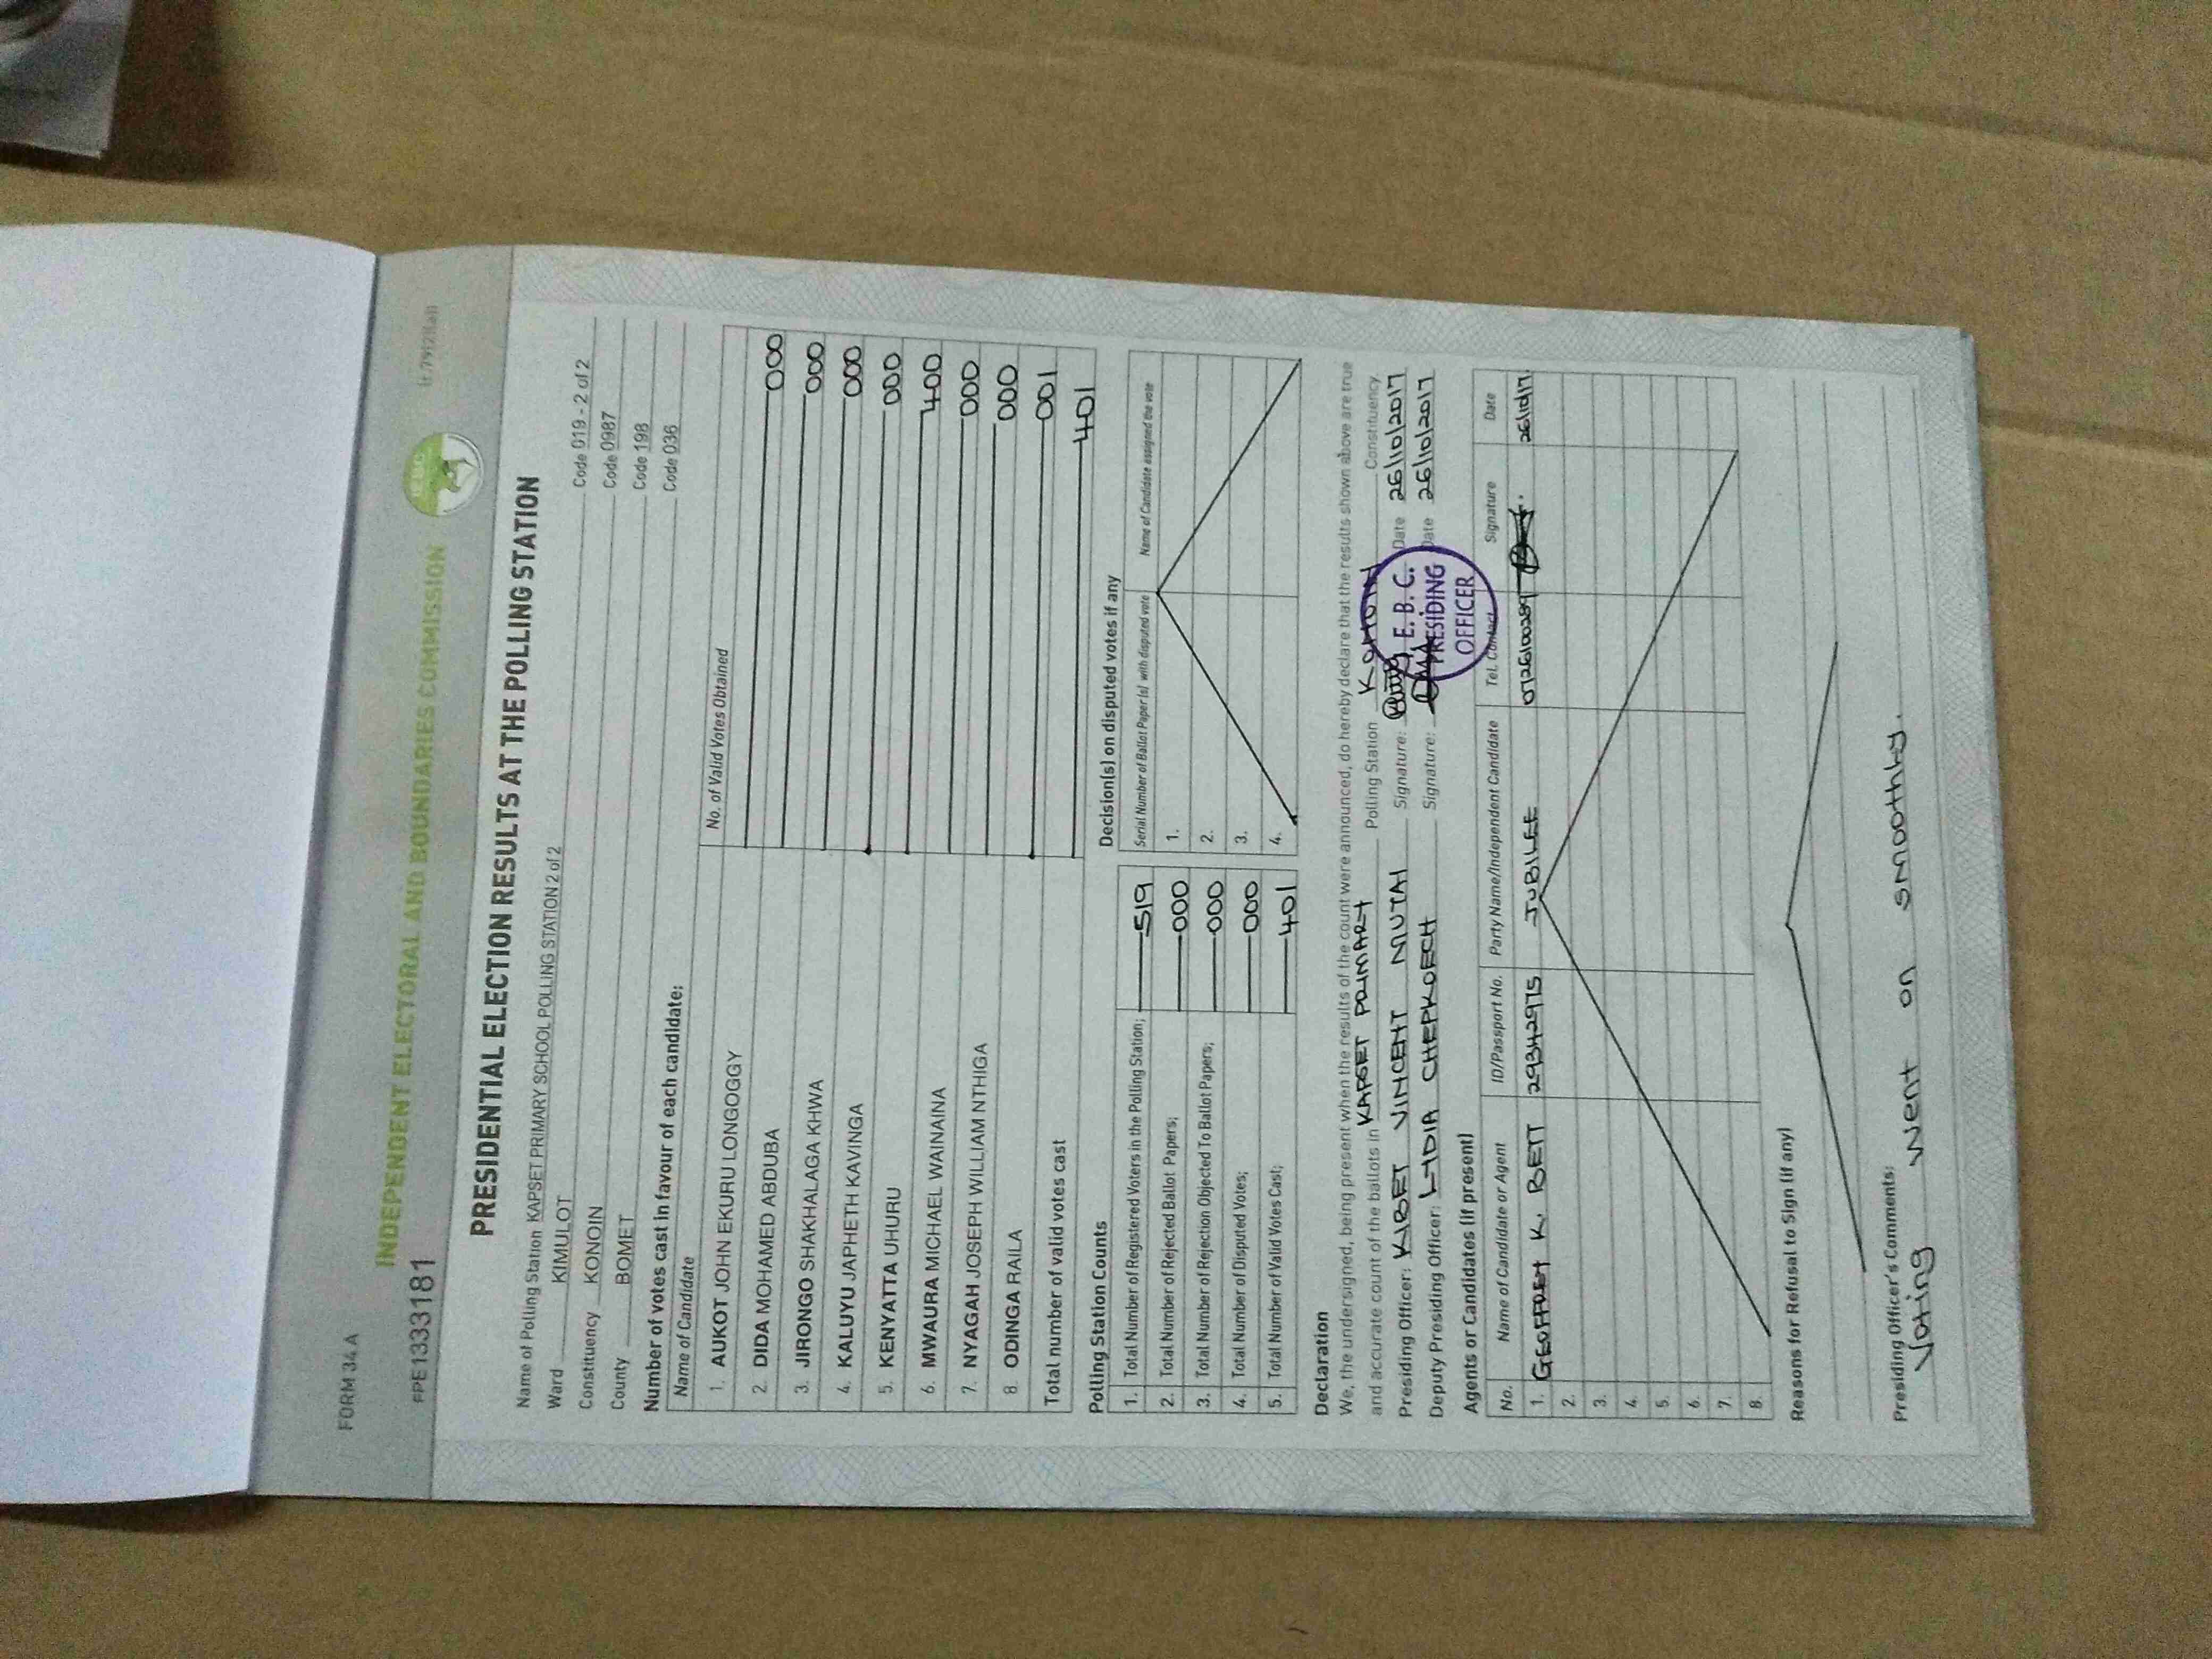 FORM 34 A
INDEPENDENT ELECTORAL AND BOUNDARIES COMMISSION
FPE1333181
PRESIDENTIAL ELECTION RESULTS AT THE POLLING STATION
Name of Polling Station KAPSET PRIMARY SCHOOL POLLING STATION 2 of 2 Code 019 - 2 of 2
Ward KIMULOT Code 0987
Constituency KONOIN Code 198
County BOMET Code 036
Number of votes cast in favour of each candidate:
Name of Candidate No. of Valid Votes Obtained
1. AUKOT JOHN EKURU LONGOGGY 000
2. DIDA MOHAMED ABDUBA 000
3. JIRONGO SHAKHALAGA KHWA 000
4. KALUYU JAPHETH KAVINGA 000
5. KENYATTA UHURU 400
6. MWAURA MICHAEL WAINAINA 000
7. NYAGAH JOSEPH WILLIAM NTHIGA 000
8. ODINGA RAILA 001
Total number of valid votes cast 401
Polling Station Counts
1. Total Number of Registered Voters in the Polling Station; 519
2. Total Number of Rejected Ballot Papers; 000
3. Total Number of Rejection Objected To Ballot Papers; 000
4. Total Number of Disputed Votes; 000
5. Total Number of Valid Votes Cast; 401
Decision(s) on disputed votes if any
Serial Number of Ballot Paper (s) with disputed vote Name of Candidate assigned the vote
1.
2.
3.
4.
Declaration
We, the undersigned, being present when the results of the count were announced, do hereby declare that the results shown above are true
and accurate count of the ballots in KAPSET PRIMARY Polling Station KONOIN Constituency
Presiding Officer: KIBET VINCENT MUTAI Signature: Date 26/10/2017
Deputy Presiding Officer: LYDIA CHEPKOECH Signature: Date 26/10/2017
I.E.B.C.
PRESIDING
OFFICER
Agents or Candidates (if present)
No. Name of Candidate or Agent ID/Passport No. Party Name/Independent Candidate Tel. Contact Signature Date
1. GEOFFREY K. BETT 29342975 JUBILEE 0726100289 26/10/17
2.
3.
4.
5.
6.
7.
8.
Reasons for Refusal to Sign (if any)
Presiding Officer's Comments:
Voting went on smoothly.